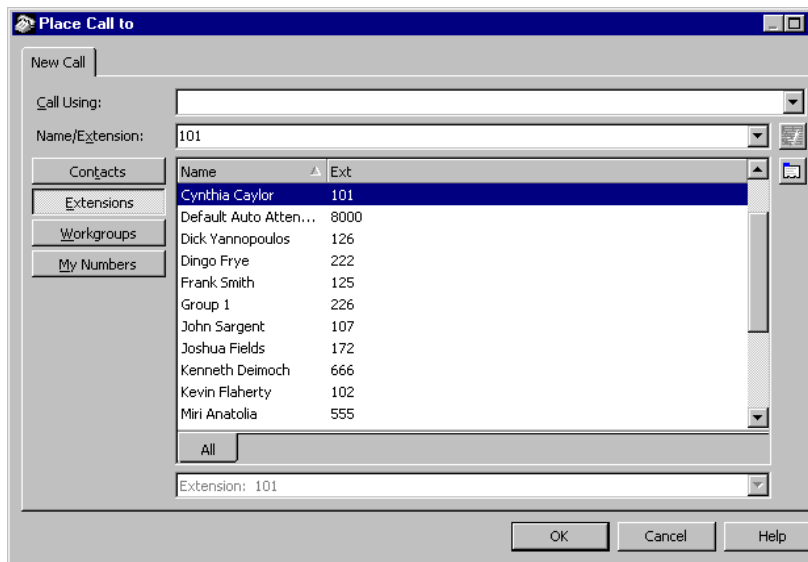 Place Call to
New Call
Call Using:
Name/Extension: 101
Contacts
Extensions
Workgroups
My Numbers
Name Ext
Cynthia Caylor 101
Default Auto Atten... 8000
Dick Yannopoulos 126
Dingo Frye 222
Frank Smith 125
Group 1 226
John Sargent 107
Joshua Fields 172
Kenneth Deimoch 666
Kevin Flaherty 102
Miri Anatolia 555
All
Extension: 101
OK Cancel Help